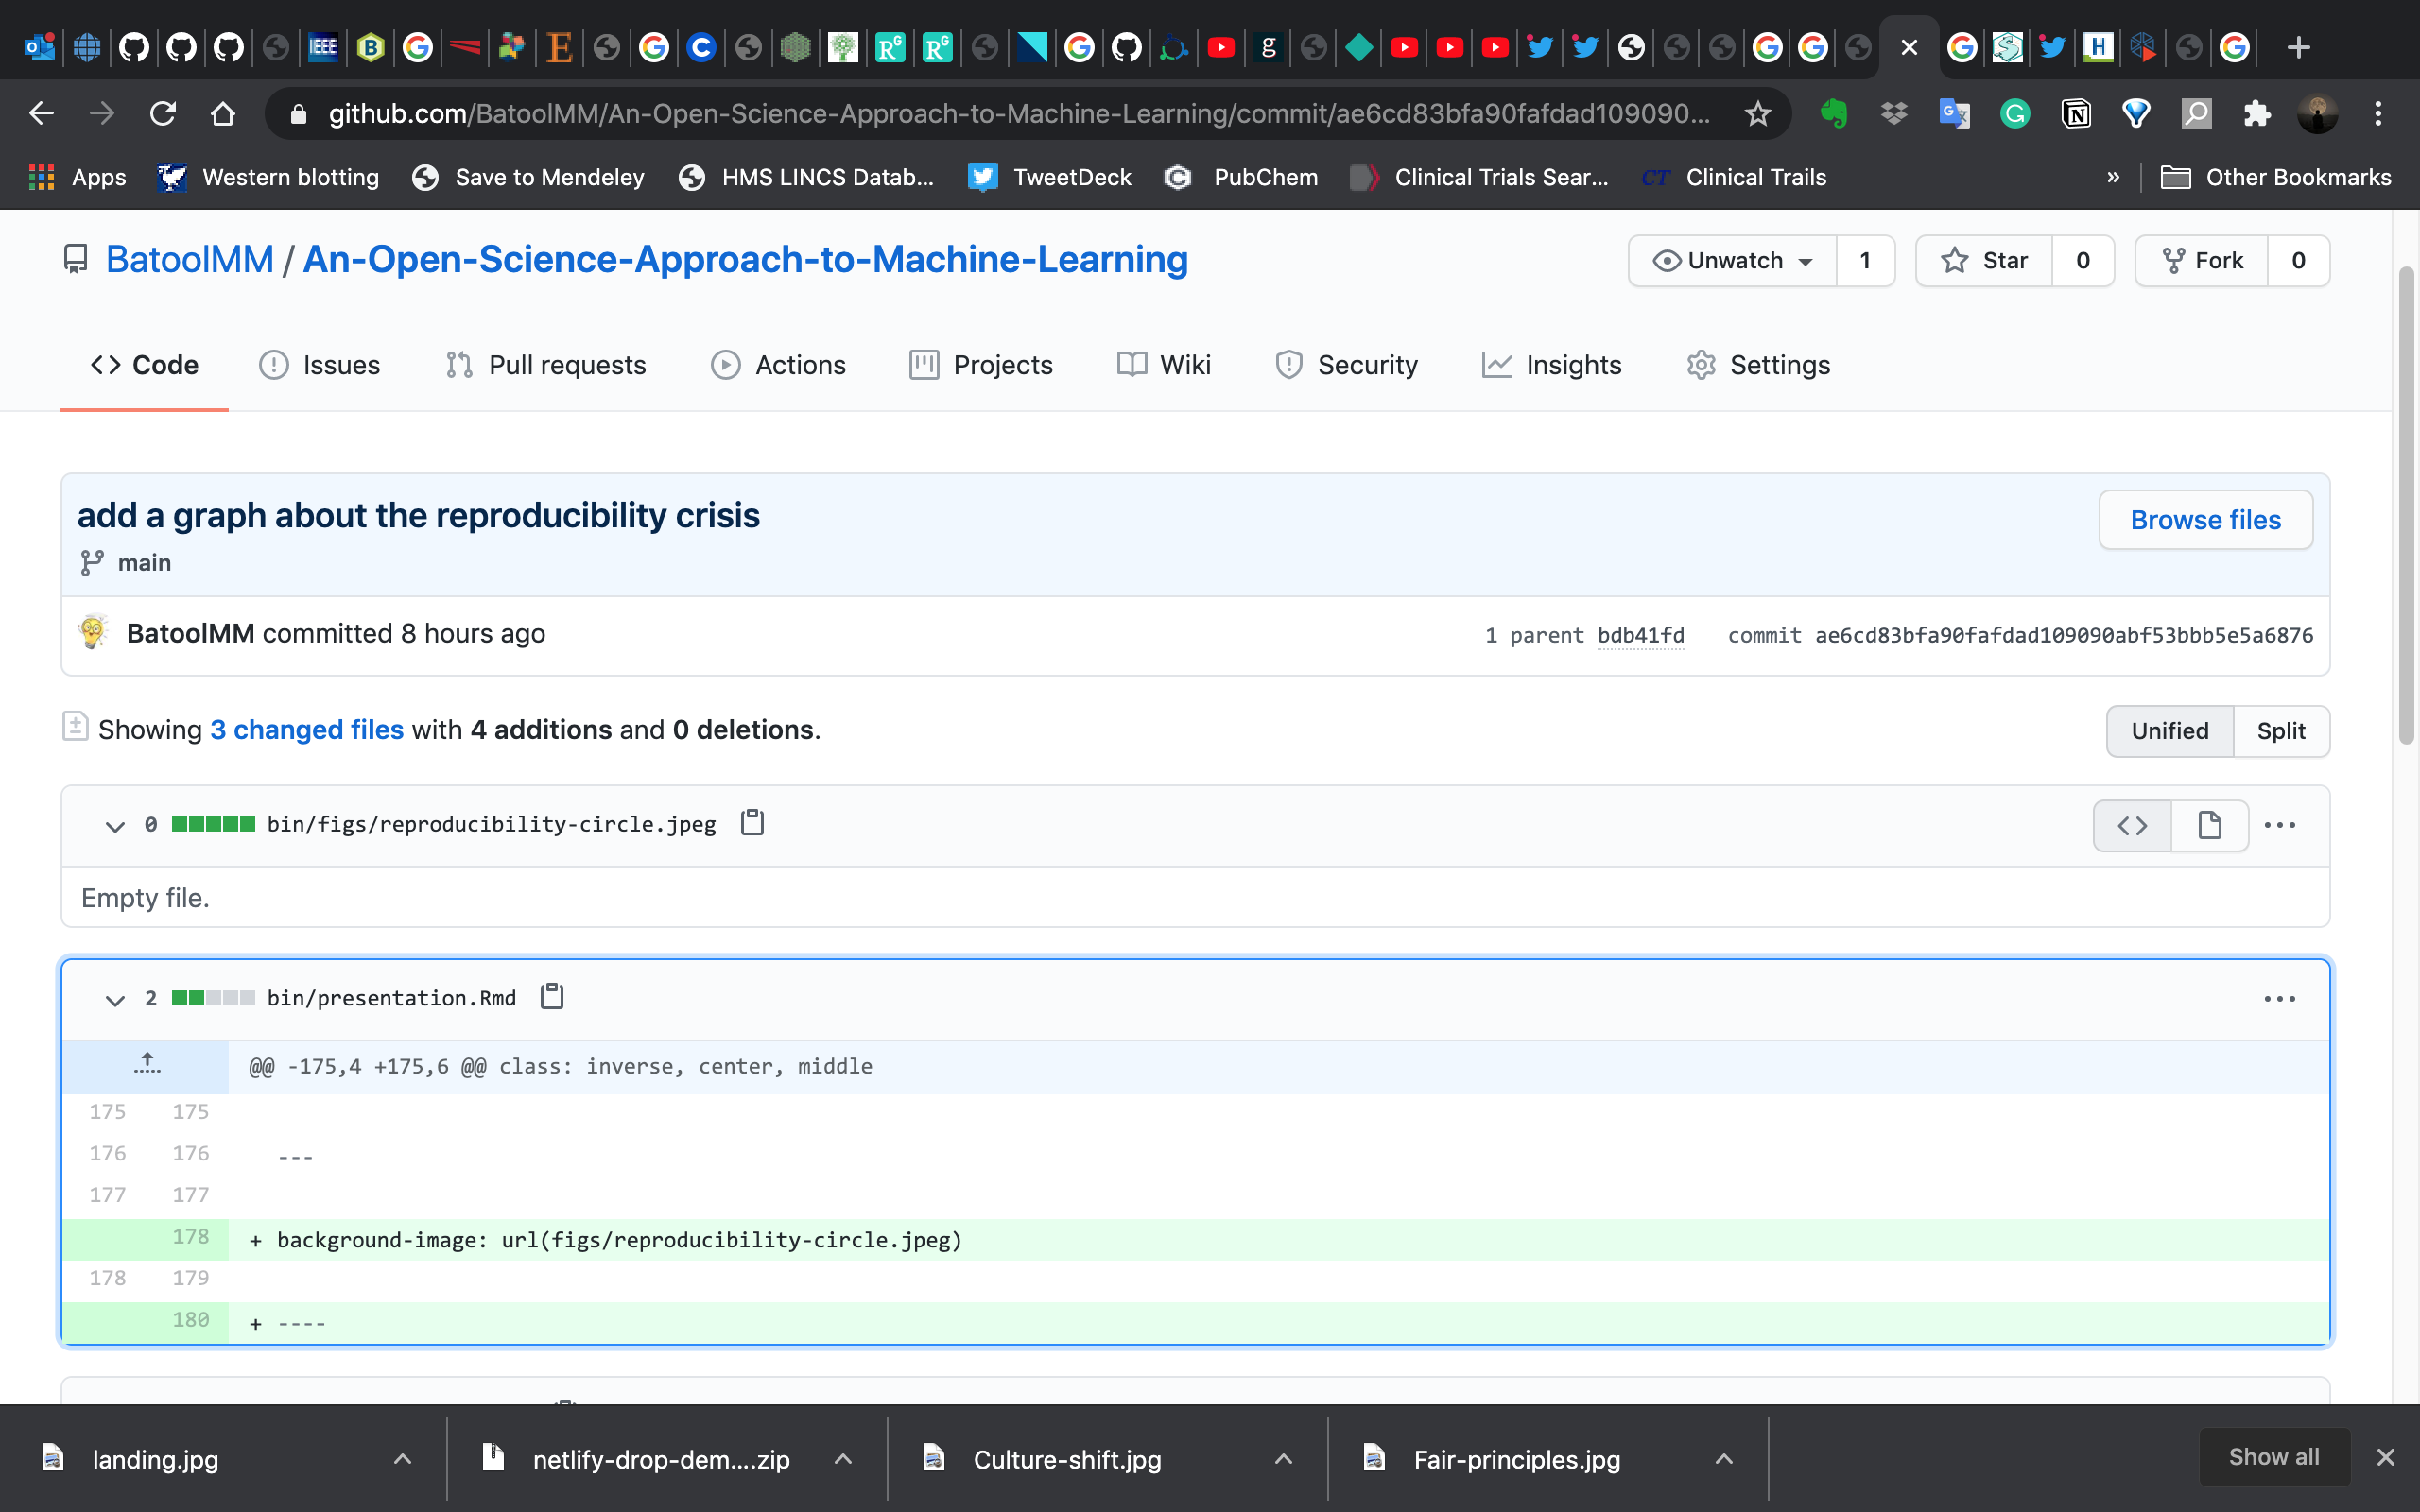 github.com/BatoolMM/An-Open-Science-Approach-to-Machine-Learning/commit/ae6cd83bfa90fafdad109090...
Apps Western blotting Save to Mendeley HMS LINCS Datab... TweetDeck PubChem Clinical Trials Sear... CT Clinical Trails » Other Bookmarks
BatoolMM / An-Open-Science-Approach-to-Machine-Learning Unwatch 1 Star 0 Fork 0
Code Issues Pull requests Actions Projects Wiki Security Insights Settings
add a graph about the reproducibility crisis
Browse files
main
BatoolMM committed 8 hours ago 1 parent bdb41fd commit ae6cd83bfa90fafdad109090abf53bbb5e5a6876
Showing 3 changed files with 4 additions and 0 deletions. Unified Split
0 bin/figs/reproducibility-circle.jpeg
Empty file.
2 bin/presentation.Rmd
@@ -175,4 +175,6 @@ class: inverse, center, middle
175 175
176 176 ---
177 177
178 + background-image: url(figs/reproducibility-circle.jpeg)
178 179
180 + ----
landing.jpg netlify-drop-dem....zip Culture-shift.jpg Fair-principles.jpg Show all